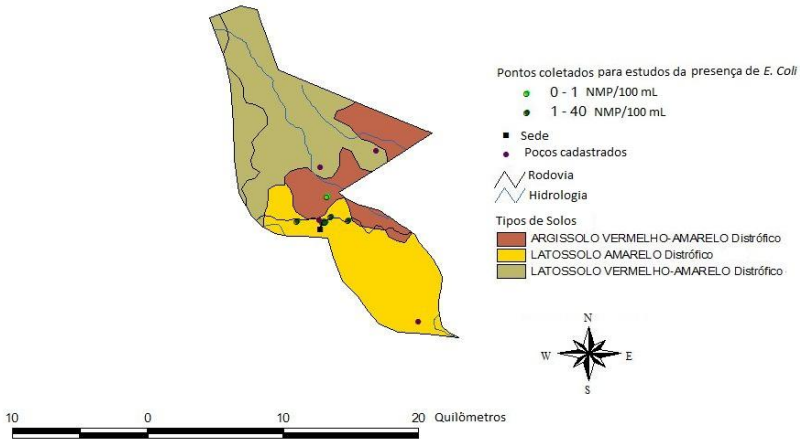 Pontos coletados para estudos da presença de E. Coli
0 - 1 NMP/100 mL
1 - 40 NMP/100 mL
Sede
Poços cadastrados
Rodovia
Hidrologia
Tipos de Solos
ARGISSOLO VERMELHO-AMARELO Distrófico
LATOSSOLO AMARELO Distrófico
LATOSSOLO VERMELHO-AMARELO Distrófico
N
W E
S
10 0 10 20 Quilômetros